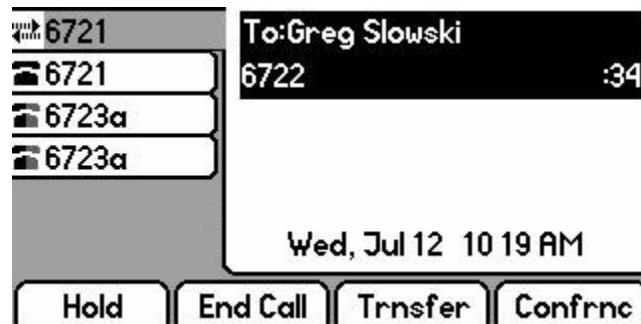 6721
6721
6723a
6723a
To:Greg Slowski
6722 :34
Wed, Jul 12 10 19 AM
Hold End Call Trnsfer Confrnc